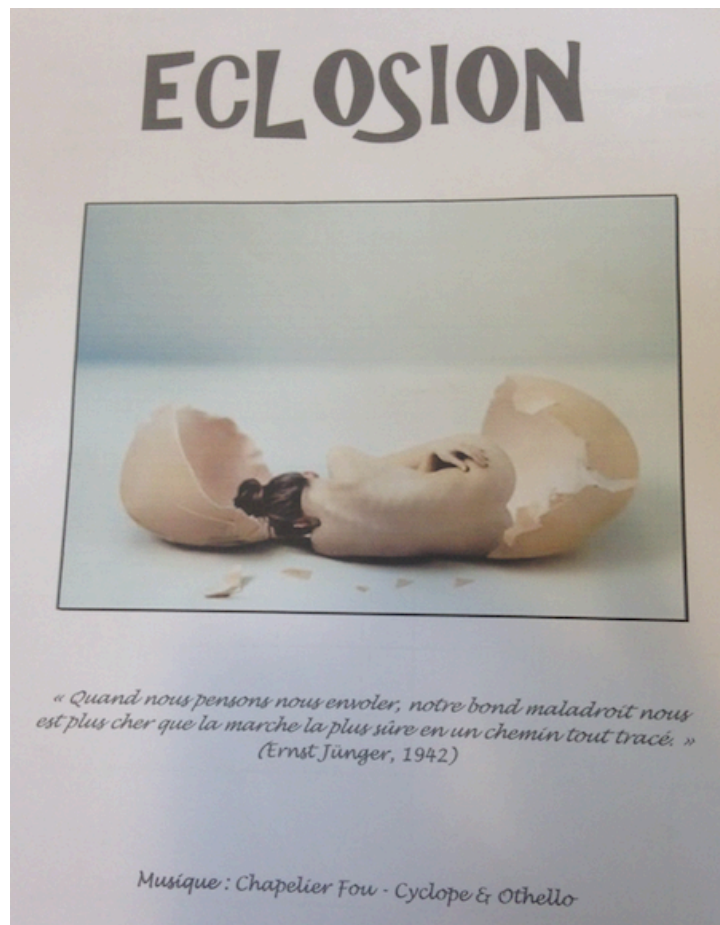 ECLOSION
« Quand nous pensons nous envoler, notre bond maladroit nous
est plus cher que la marche la plus sûre en un chemin tout tracé. »
(Ernst Jünger, 1942)
Musique : Chapelier Fou - Cyclope & Othello